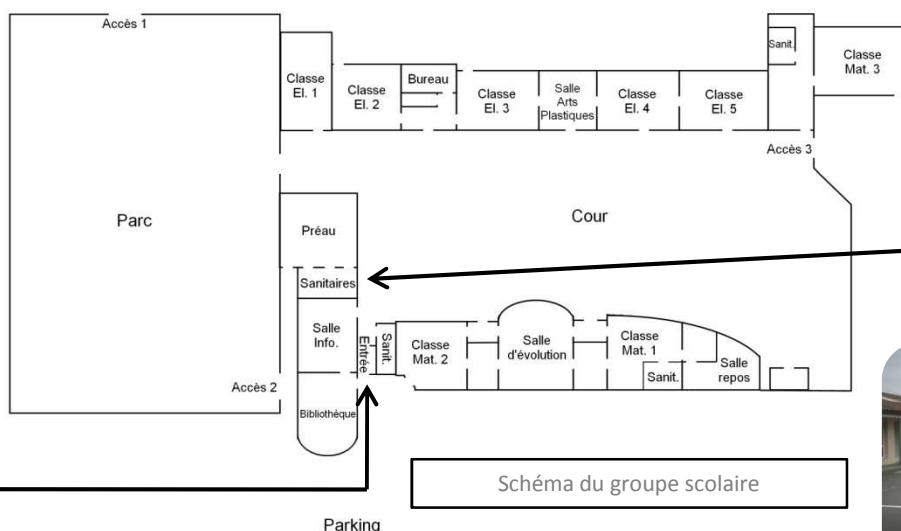 Accès 1
Sanit.
Classe
Mat. 3
Classe
El. 1
Classe
El. 2
Bureau
Classe
El. 3
Salle
Arts
Plastiques
Classe
El. 4
Classe
El. 5
Accès 3
Parc
Cour
Préau
Sanitaires
Salle
Info.
Entrée
Sanit.
Classe
Mat. 2
Salle
d'évolution
Classe
Mat. 1
Sanit.
Salle
repos
Accès 2
Bibliothèque
Schéma du groupe scolaire
Parking